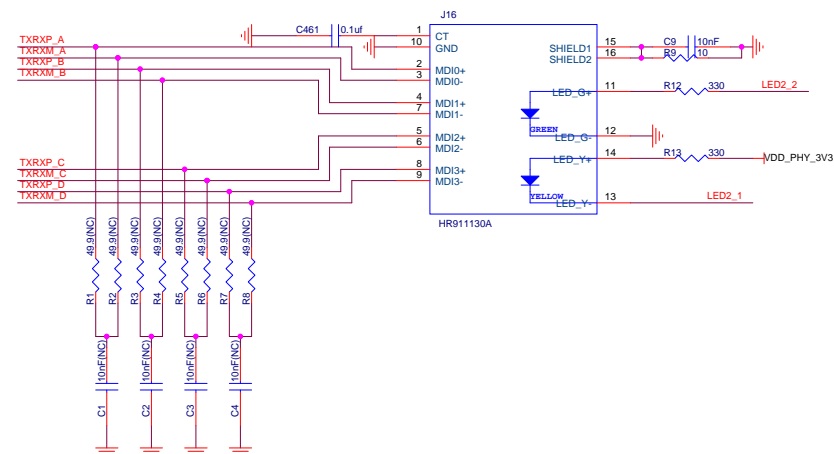 J16
C461 0.1uf
TXRXP_A
TXRXM_A
TXRXP_B
TXRXM_B
TXRXP_C
TXRXM_C
TXRXP_D
TXRXM_D
1 CT
10 GND
2 MDI0+
3 MDI0-
4 MDI1+
7 MDI1-
5 MDI2+
6 MDI2-
8 MDI3+
9 MDI3-
SHIELD1 15
SHIELD2 16
LED_G+ 11
GREEN
LED_G- 12
LED_Y+ 14
YELLOW
LED_Y- 13
C9 10nF
R9 10
R12 330
LED2_2
R13 330
VDD_PHY_3V3
LED2_1
HR911130A
R1 49.9(NC)
R2 49.9(NC)
R3 49.9(NC)
R4 49.9(NC)
R5 49.9(NC)
R6 49.9(NC)
R7 49.9(NC)
R8 49.9(NC)
C1 10nF(NC)
C2 10nF(NC)
C3 10nF(NC)
C4 10nF(NC)